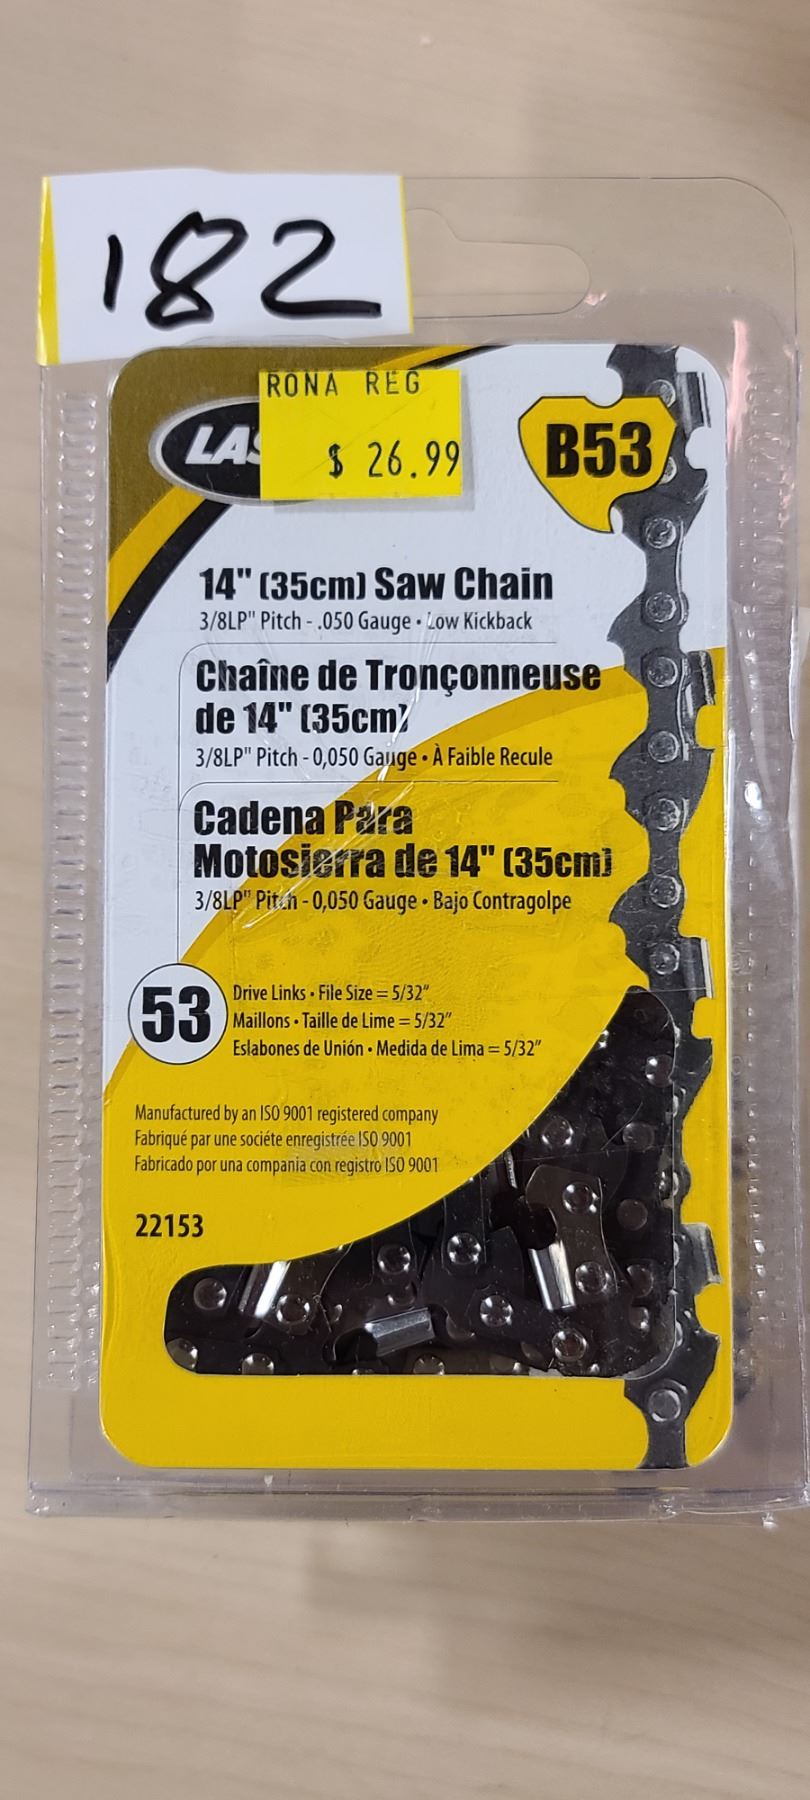 182
RONA REG
$ 26.99
LAS
B53
14" (35cm) Saw Chain
3/8LP" Pitch - .050 Gauge • Low Kickback
Chaîne de Tronçonneuse
de 14" (35cm)
3/8LP" Pitch - 0,050 Gauge • À Faible Recule
Cadena Para
Motosierra de 14" (35cm)
3/8LP" Pitch - 0,050 Gauge • Bajo Contragolpe
53
Drive Links • File Size = 5/32"
Maillons • Taille de Lime = 5/32"
Eslabones de Unión • Medida de Lima = 5/32"
Manufactured by an ISO 9001 registered company
Fabriqué par une sociéte enregistrée ISO 9001
Fabricado por una compania con registro ISO 9001
22153